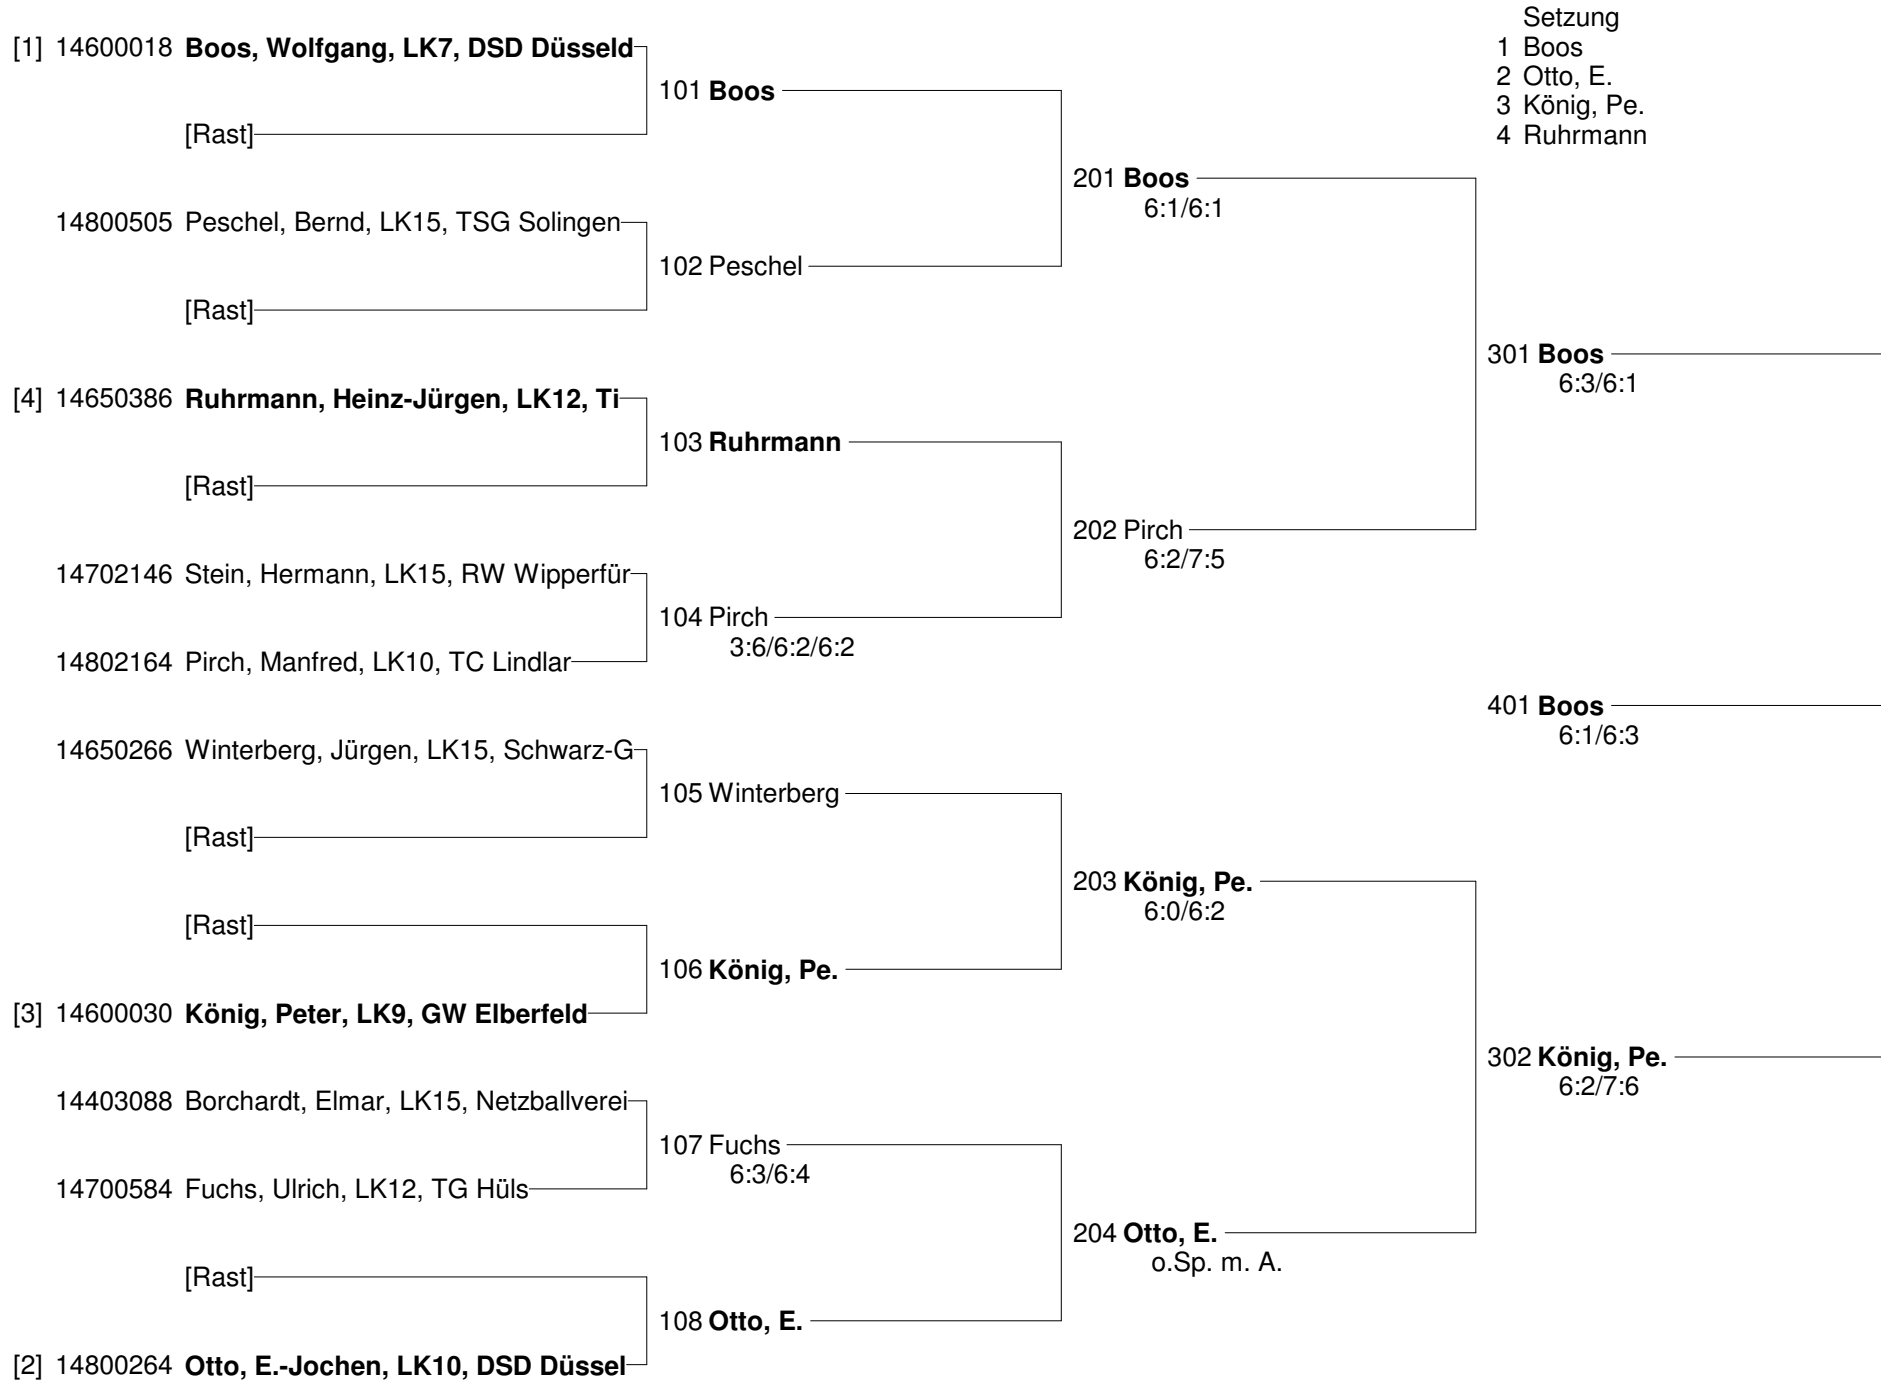 Setzung
1 Boos
2 Otto, E.
3 König, Pe.
4 Ruhrmann
[1] 14600018 Boos, Wolfgang, LK7, DSD Düsseld
101 Boos
[Rast]
201 Boos
6:1/6:1
14800505 Peschel, Bernd, LK15, TSG Solingen
102 Peschel
[Rast]
301 Boos
6:3/6:1
[4] 14650386 Ruhrmann, Heinz-Jürgen, LK12, Ti
103 Ruhrmann
[Rast]
202 Pirch
6:2/7:5
14702146 Stein, Hermann, LK15, RW Wipperfür
104 Pirch
3:6/6:2/6:2
14802164 Pirch, Manfred, LK10, TC Lindlar
401 Boos
6:1/6:3
14650266 Winterberg, Jürgen, LK15, Schwarz-G
105 Winterberg
[Rast]
203 König, Pe.
6:0/6:2
[Rast]
106 König, Pe.
[3] 14600030 König, Peter, LK9, GW Elberfeld
302 König, Pe.
6:2/7:6
14403088 Borchardt, Elmar, LK15, Netzballverei
107 Fuchs
6:3/6:4
14700584 Fuchs, Ulrich, LK12, TG Hüls
204 Otto, E.
o.Sp. m. A.
[Rast]
108 Otto, E.
[2] 14800264 Otto, E.-Jochen, LK10, DSD Düssel